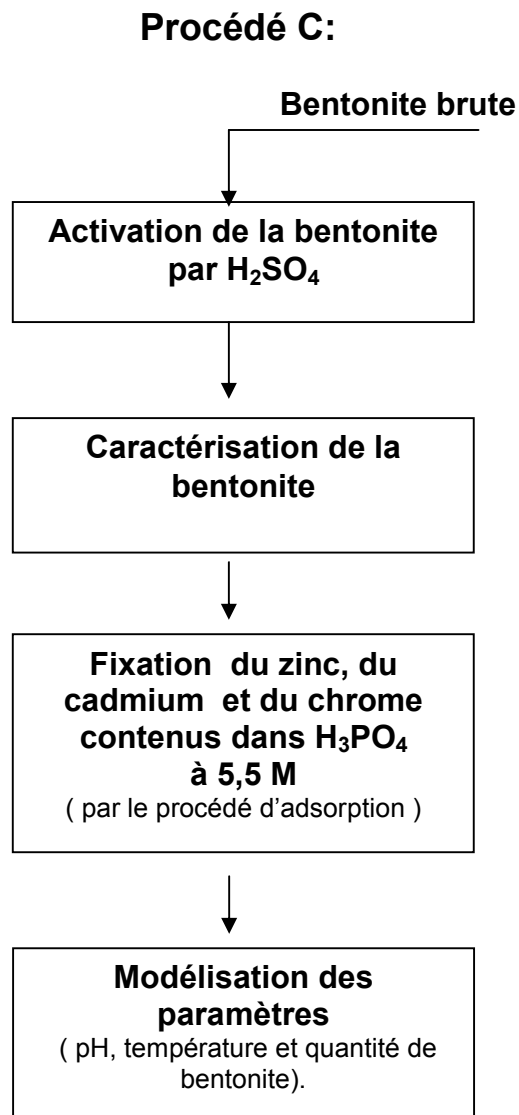 Procédé C:
Bentonite brute
Activation de la bentonite
par H₂SO₄
Caractérisation de la
bentonite
Fixation du zinc, du
cadmium et du chrome
contenus dans H₃PO₄
à 5,5 M
( par le procédé d’adsorption )
Modélisation des
paramètres
( pH, température et quantité de
bentonite).